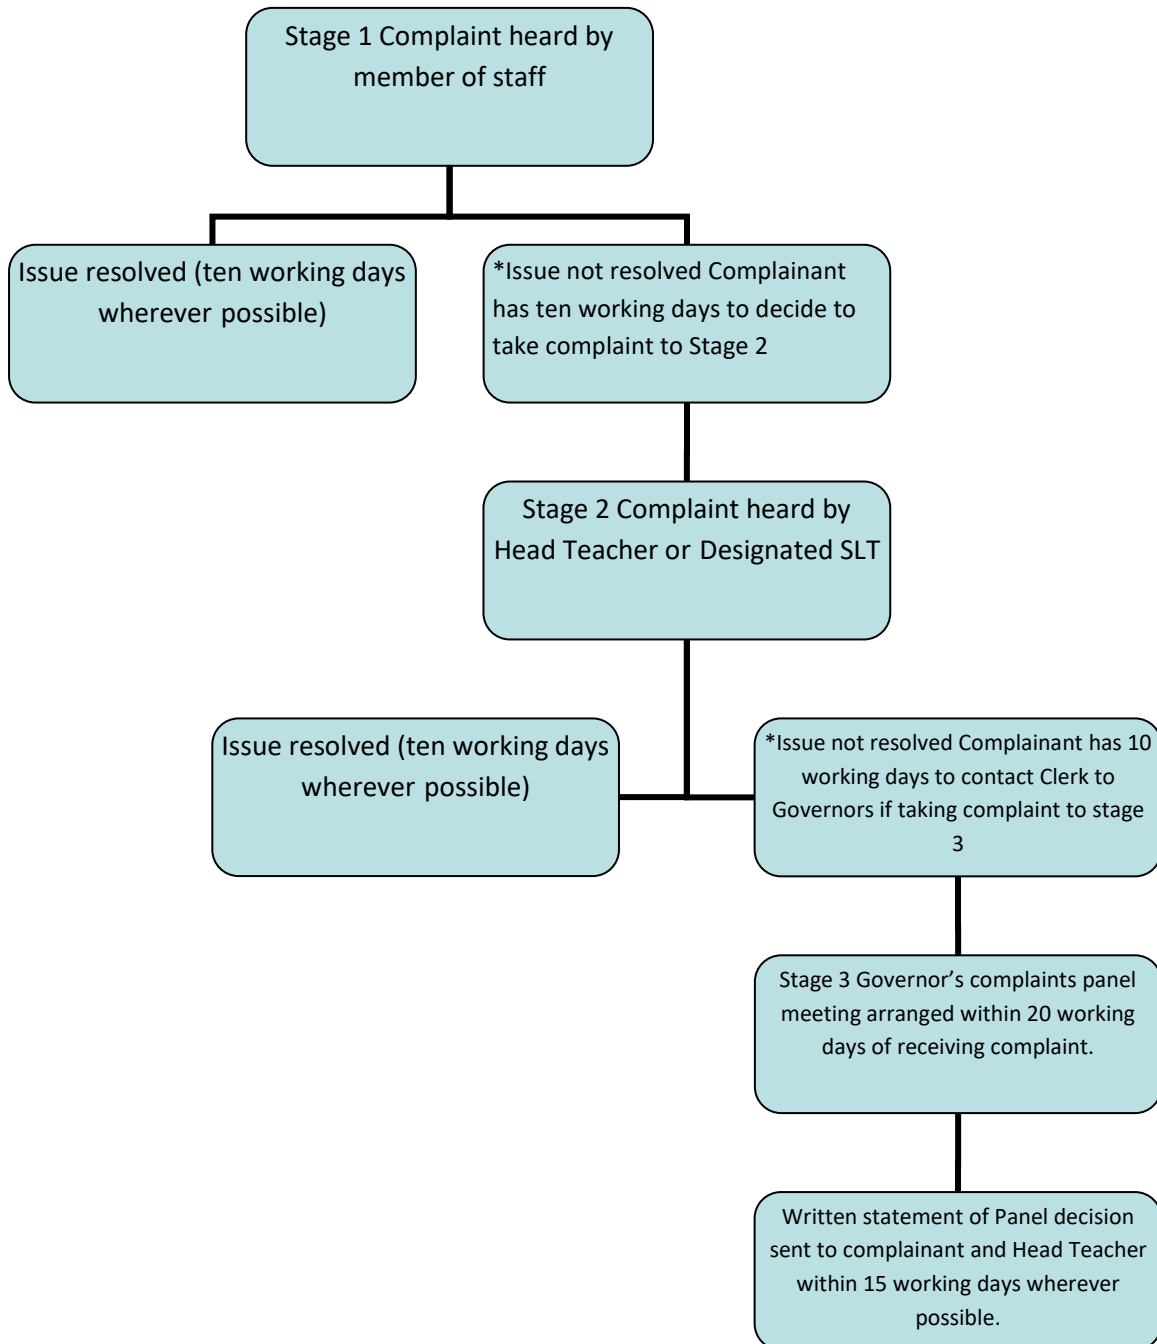 Stage 1 Complaint heard by
member of staff
Issue resolved (ten working days
wherever possible)
*Issue not resolved Complainant
has ten working days to decide to
take complaint to Stage 2
Stage 2 Complaint heard by
Head Teacher or Designated SLT
Issue resolved (ten working days
wherever possible)
*Issue not resolved Complainant has 10
working days to contact Clerk to
Governors if taking complaint to stage
3
Stage 3 Governor’s complaints panel
meeting arranged within 20 working
days of receiving complaint.
Written statement of Panel decision
sent to complainant and Head Teacher
within 15 working days wherever
possible.